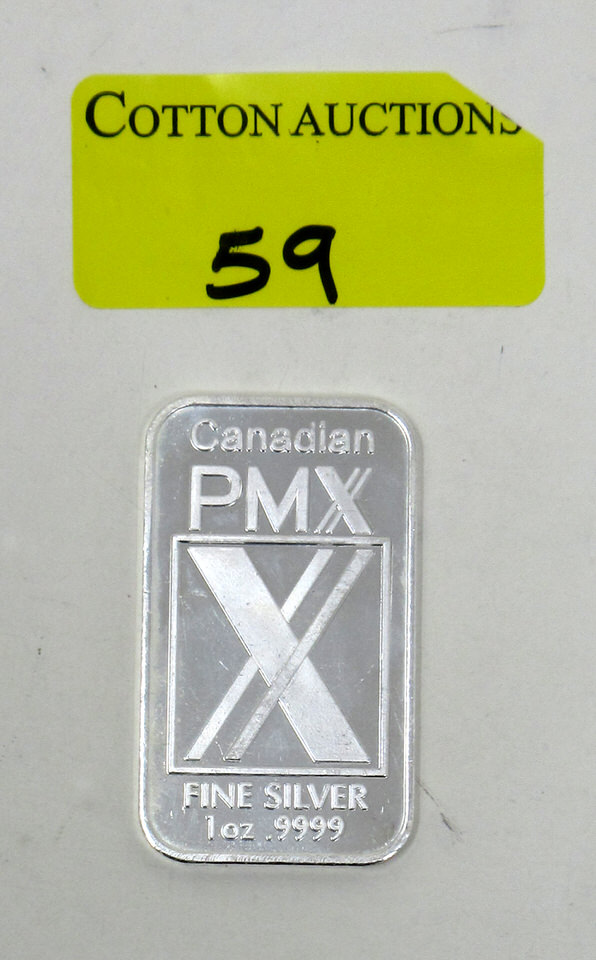 COTTON AUCTIONS
59
Canadian
PMX
X
FINE SILVER
1oz .9999